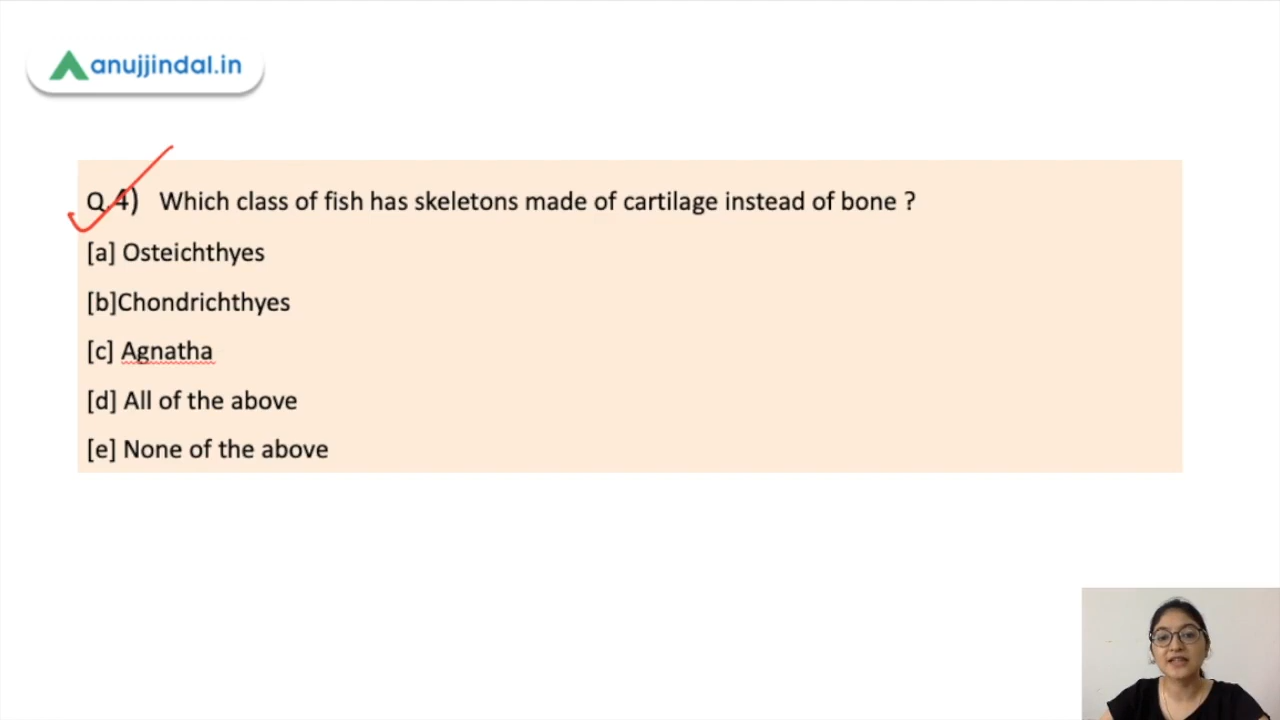 anujjindal.in
Q.4) Which class of fish has skeletons made of cartilage instead of bone ?
[a] Osteichthyes
[b]Chondrichthyes
[c] Agnatha
[d] All of the above
[e] None of the above